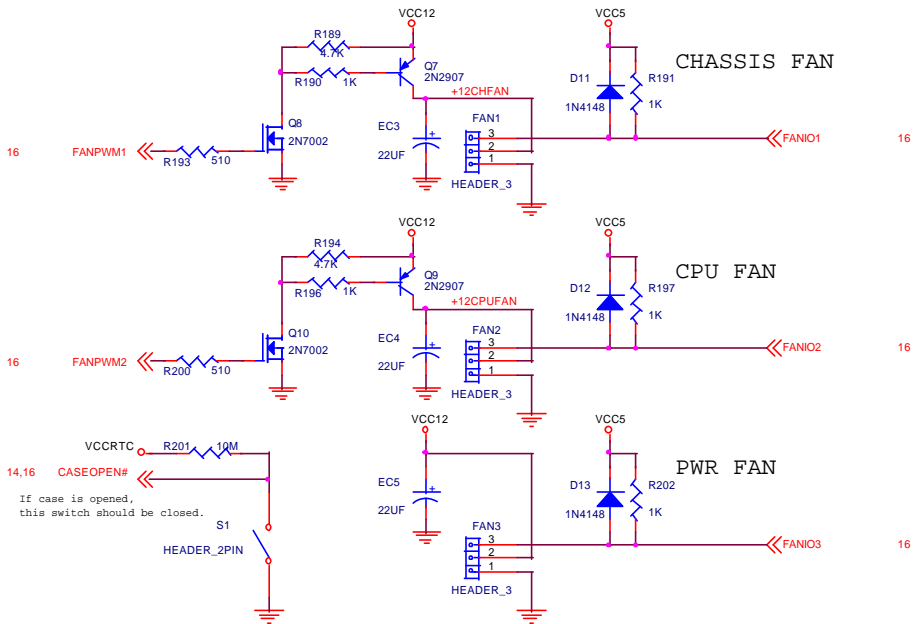 VCC12
VCC5
R189
4.7K
CHASSIS FAN
Q7
2N2907
R190 1K
D11
1N4148
R191
1K
+12CHFAN
Q8
2N7002
EC3
22UF
FAN1
3
2
1
HEADER_3
16 FANPWM1
R193 510
FANIO1 16
VCC12
VCC5
R194
4.7K
CPU FAN
Q9
2N2907
R196 1K
D12
1N4148
R197
1K
+12CPUFAN
Q10
2N7002
EC4
22UF
FAN2
3
2
1
HEADER_3
16 FANPWM2
R200 510
FANIO2 16
VCC12
VCC5
VCCRTC R201 10M
14,16 CASEOPEN#
If case is opened,
this switch should be closed.
S1
HEADER_2PIN
PWR FAN
EC5
22UF
D13
1N4148
R202
1K
FAN3
3
2
1
HEADER_3
FANIO3 16